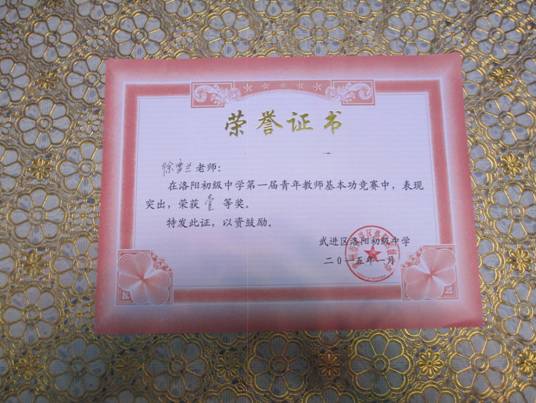 荣誉证书
徐梦兰 老师：
在洛阳初级中学第一届青年教师基本功竞赛中，表现
突出，荣获 壹 等奖。
特发此证，以资鼓励。
武进区洛阳初级中学
二〇一五年一月